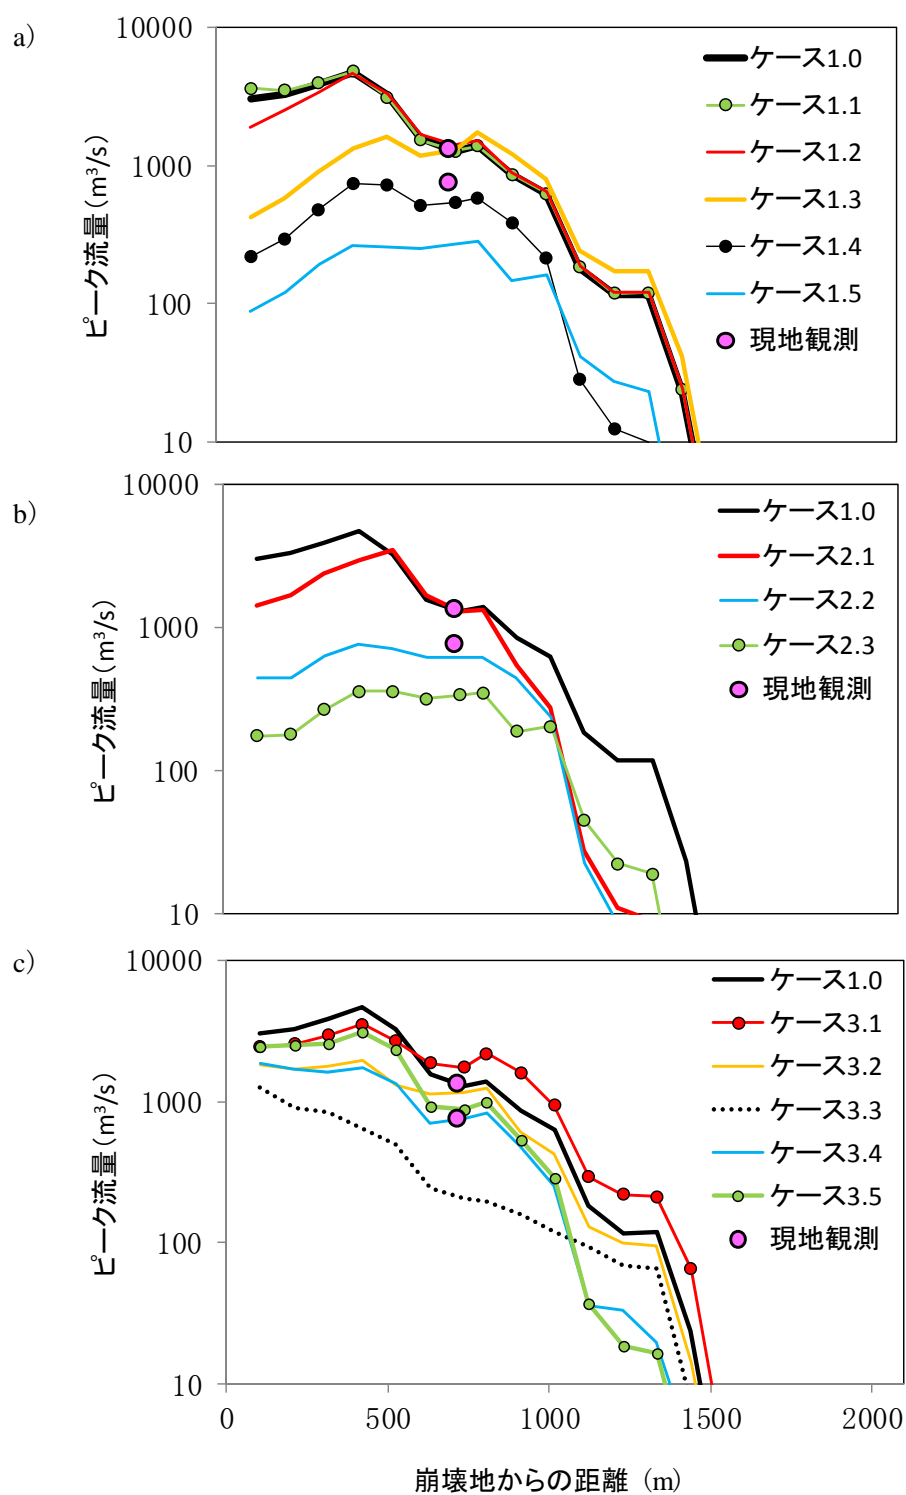 a)
10000
1000
100
10
ピーク流量(m³/s)
ケース1.0
ケース1.1
ケース1.2
ケース1.3
ケース1.4
ケース1.5
現地観測
b)
10000
1000
100
10
ピーク流量(m³/s)
ケース1.0
ケース2.1
ケース2.2
ケース2.3
現地観測
c)
10000
1000
100
10
ピーク流量(m³/s)
ケース1.0
ケース3.1
ケース3.2
ケース3.3
ケース3.4
ケース3.5
現地観測
0 500 1000 1500 2000
崩壊地からの距離 (m)